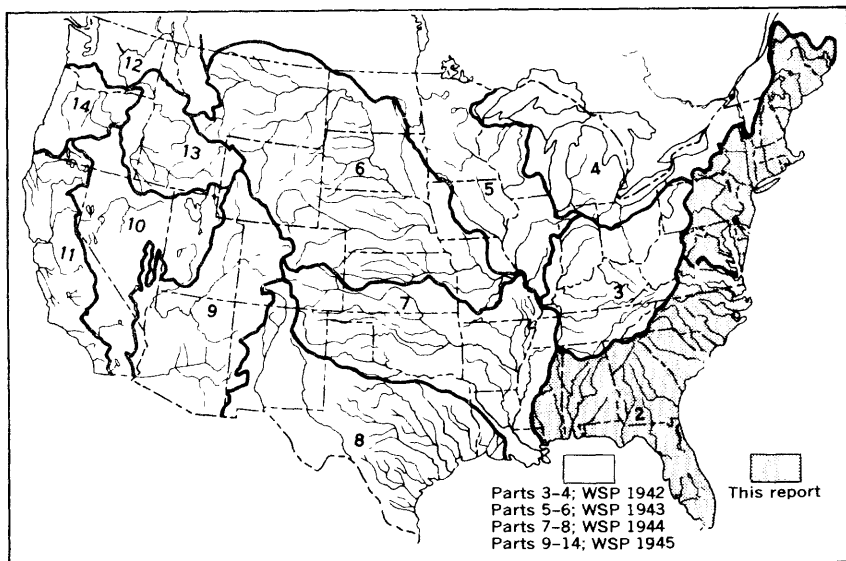 12
14
13
6
5
4
10
11
9
7
3
8
2
Parts 3-4; WSP 1942
Parts 5-6; WSP 1943
Parts 7-8; WSP 1944
Parts 9-14; WSP 1945
This report